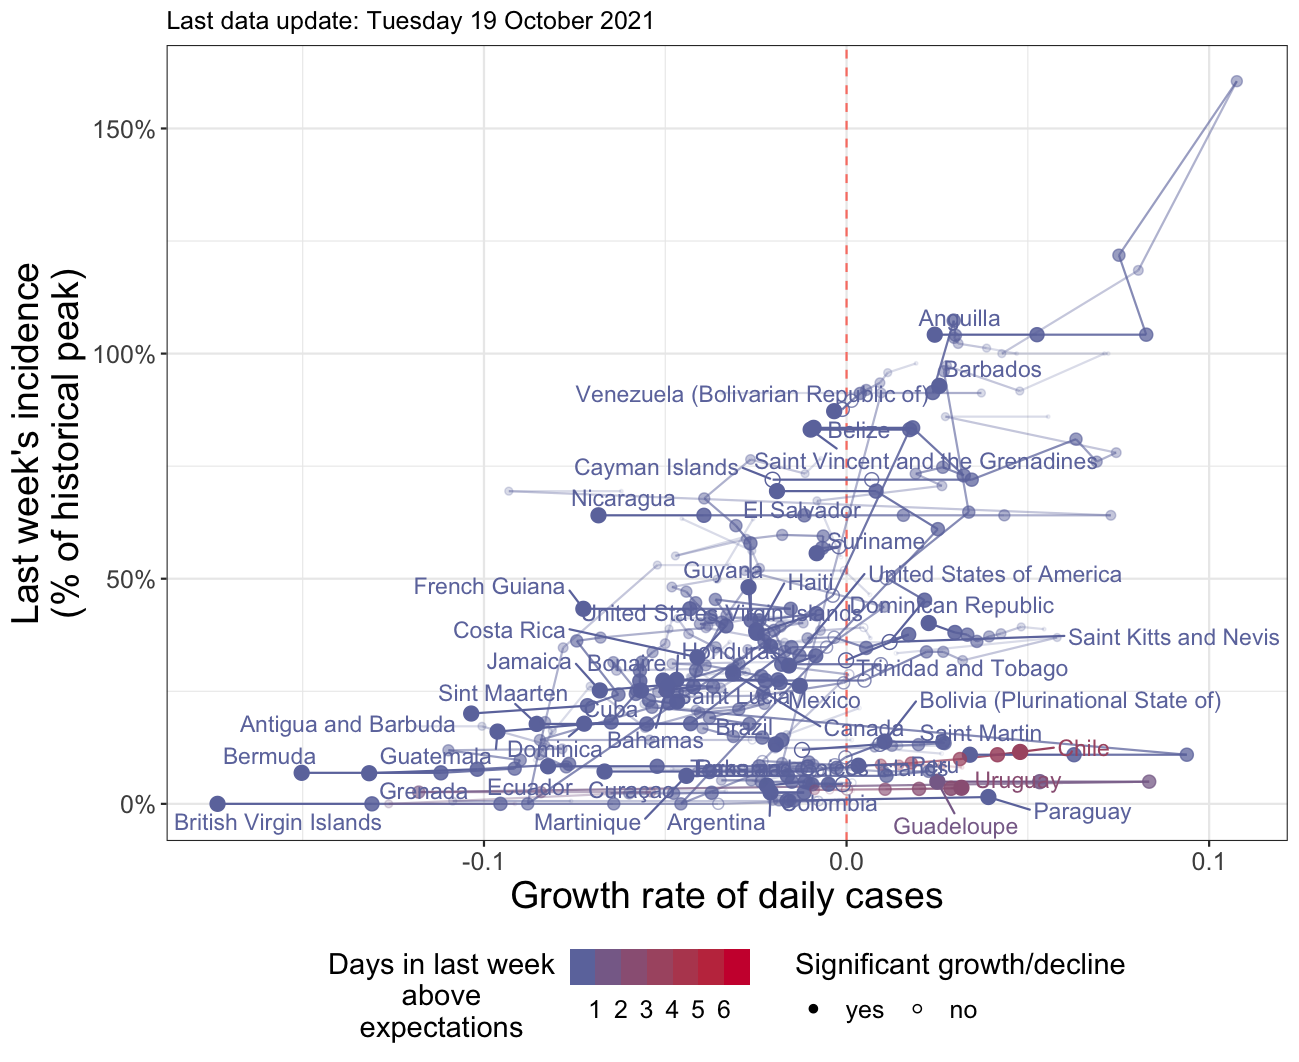 Last data update: Tuesday 19 October 2021
150%
100%
50%
0%
Last week's incidence
(% of historical peak)
Anguilla
Barbados
Venezuela (Bolivarian Republic of)
Belize
Saint Vincent and the Grenadines
Cayman Islands
Nicaragua
El Salvador
Suriname
Guyana
Haiti
United States of America
French Guiana
United States Virgin Islands
Dominican Republic
Costa Rica
Saint Kitts and Nevis
Honduras
Jamaica
Bonaire
Trinidad and Tobago
Sint Maarten
Saint Lucia
Mexico
Bolivia (Plurinational State of)
Cuba
Antigua and Barbuda
Brazil
Canada
Saint Martin
Bahamas
Dominica
Chile
Bermuda
Guatemala
Peru
Uruguay
Grenada
Ecuador
Curaçao
Colombia
Paraguay
British Virgin Islands
Martinique
Argentina
Guadeloupe
-0.1
0.0
0.1
Growth rate of daily cases
Days in last week
above
expectations
1 2 3 4 5 6
Significant growth/decline
yes
no